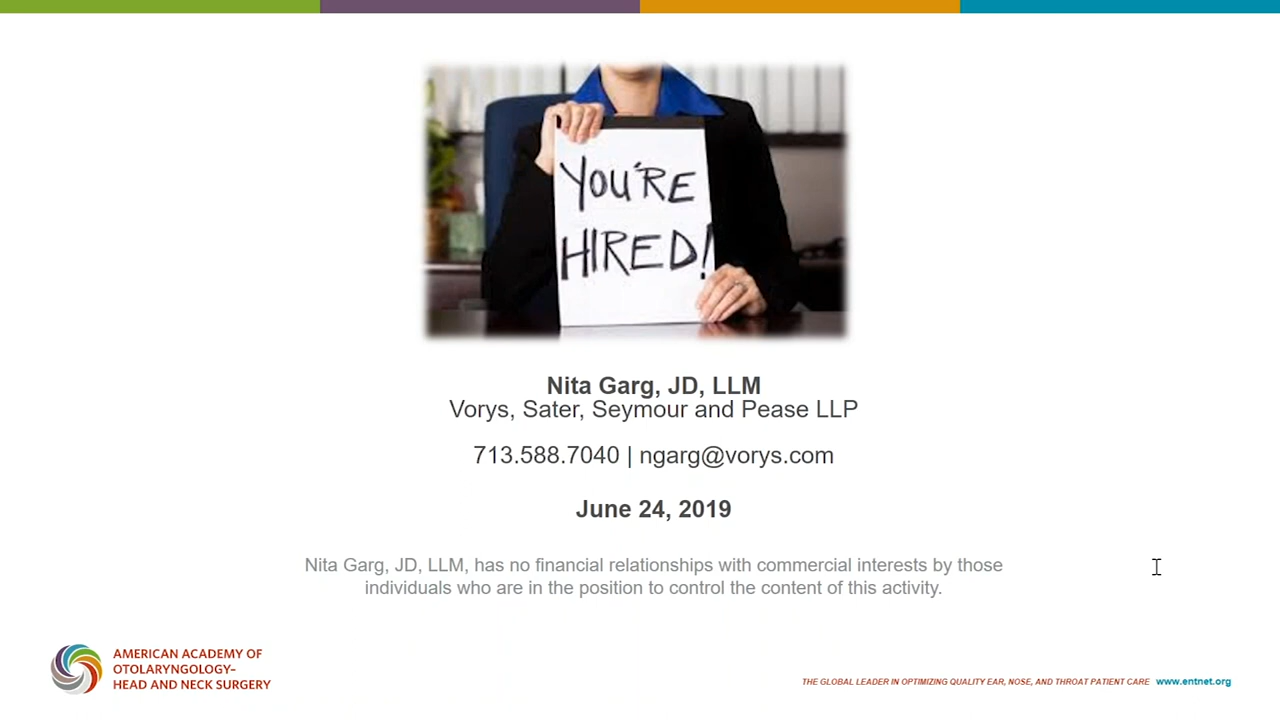 YOU'RE
HIRED!
Nita Garg, JD, LLM
Vorys, Sater, Seymour and Pease LLP
713.588.7040 | ngarg@vorys.com
June 24, 2019
Nita Garg, JD, LLM, has no financial relationships with commercial interests by those
individuals who are in the position to control the content of this activity.
AMERICAN ACADEMY OF
OTOLARYNGOLOGY–
HEAD AND NECK SURGERY
THE GLOBAL LEADER IN OPTIMIZING QUALITY EAR, NOSE, AND THROAT PATIENT CARE www.entnet.org